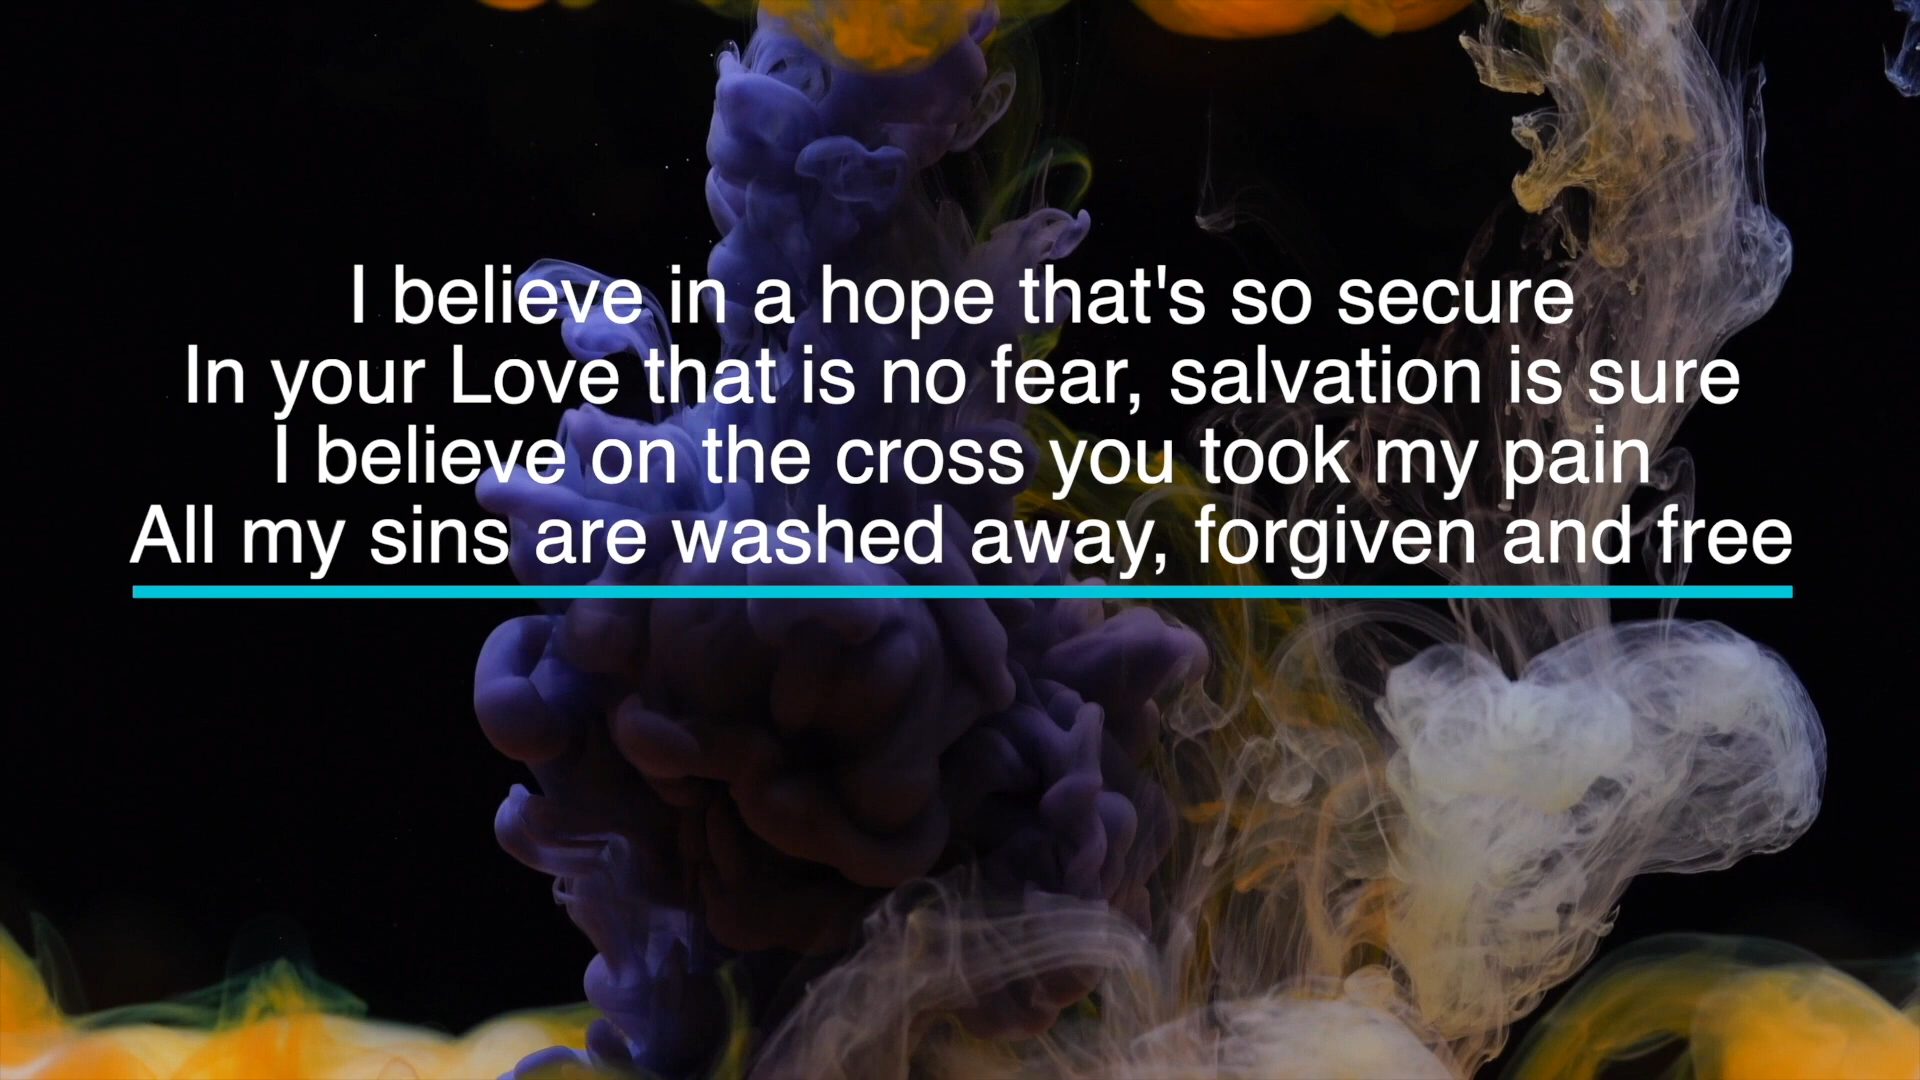 I believe in a hope that's so secure
In your Love that is no fear, salvation is sure
I believe on the cross you took my pain
All my sins are washed away, forgiven and free